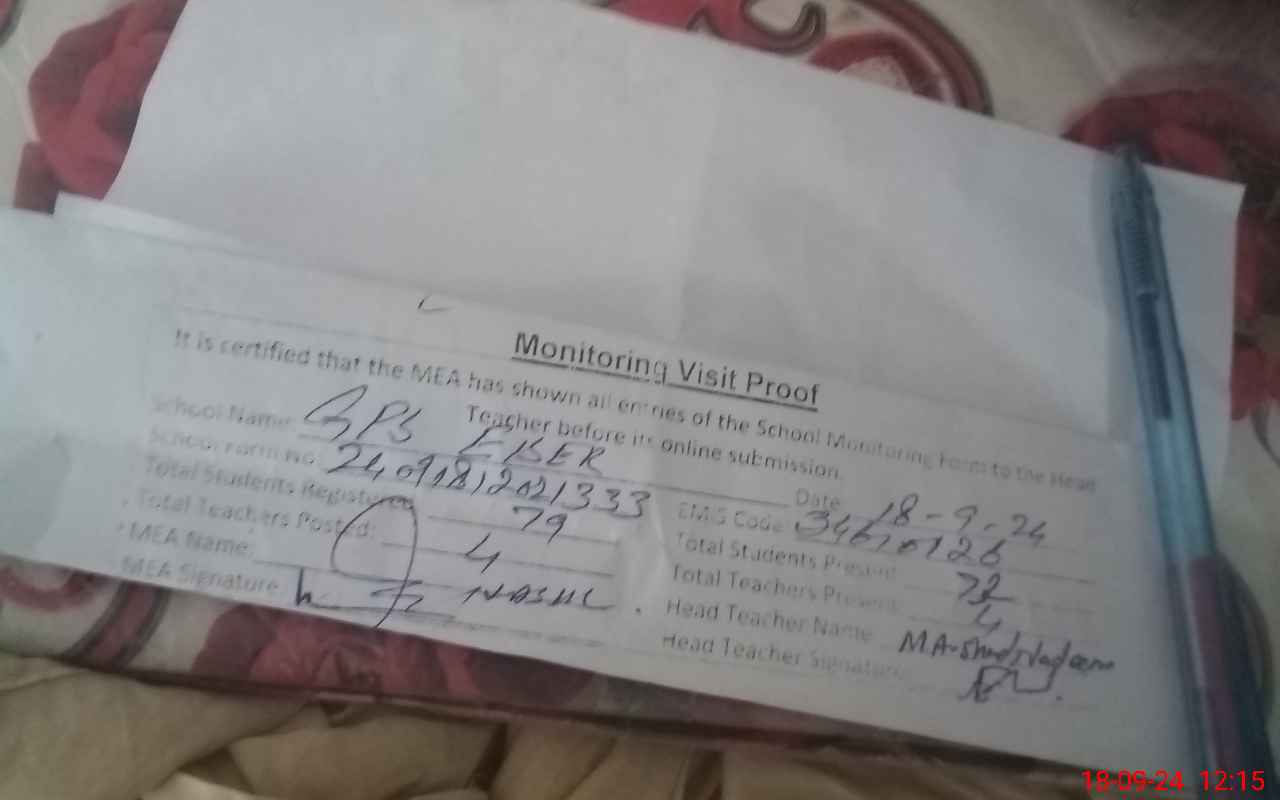 Monitoring Visit Proof
It is certified that the MEA has shown all entries of the School Monitoring Form to the Head
Teacher before its online submission.
School Name: GPS Date: 18-9-24
School Form No: 24091812021333 EMIS Code
Total Students Registered 79 Total Students Present
Total Teachers Posted: 4 Total Teachers Present: 4
MEA Name: Head Teacher Name M.A-Shad Nadeem
MEA Signature Head Teacher Signature:
18-09-24 12:15